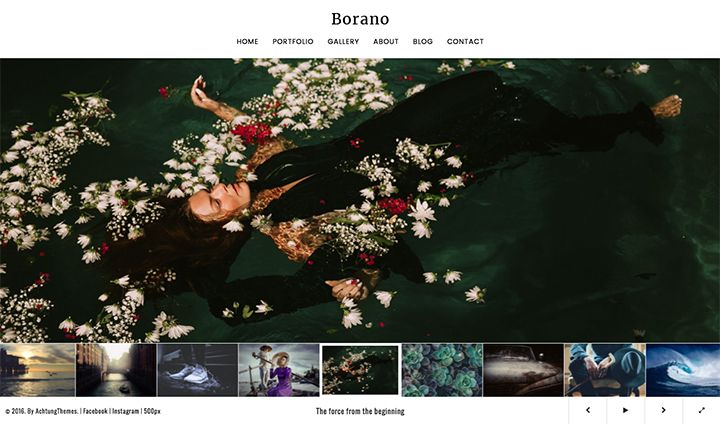 Borano
HOME PORTFOLIO GALLERY ABOUT BLOG CONTACT
© 2016. By AchtungThemes. | Facebook | Instagram | 500px
The force from the beginning